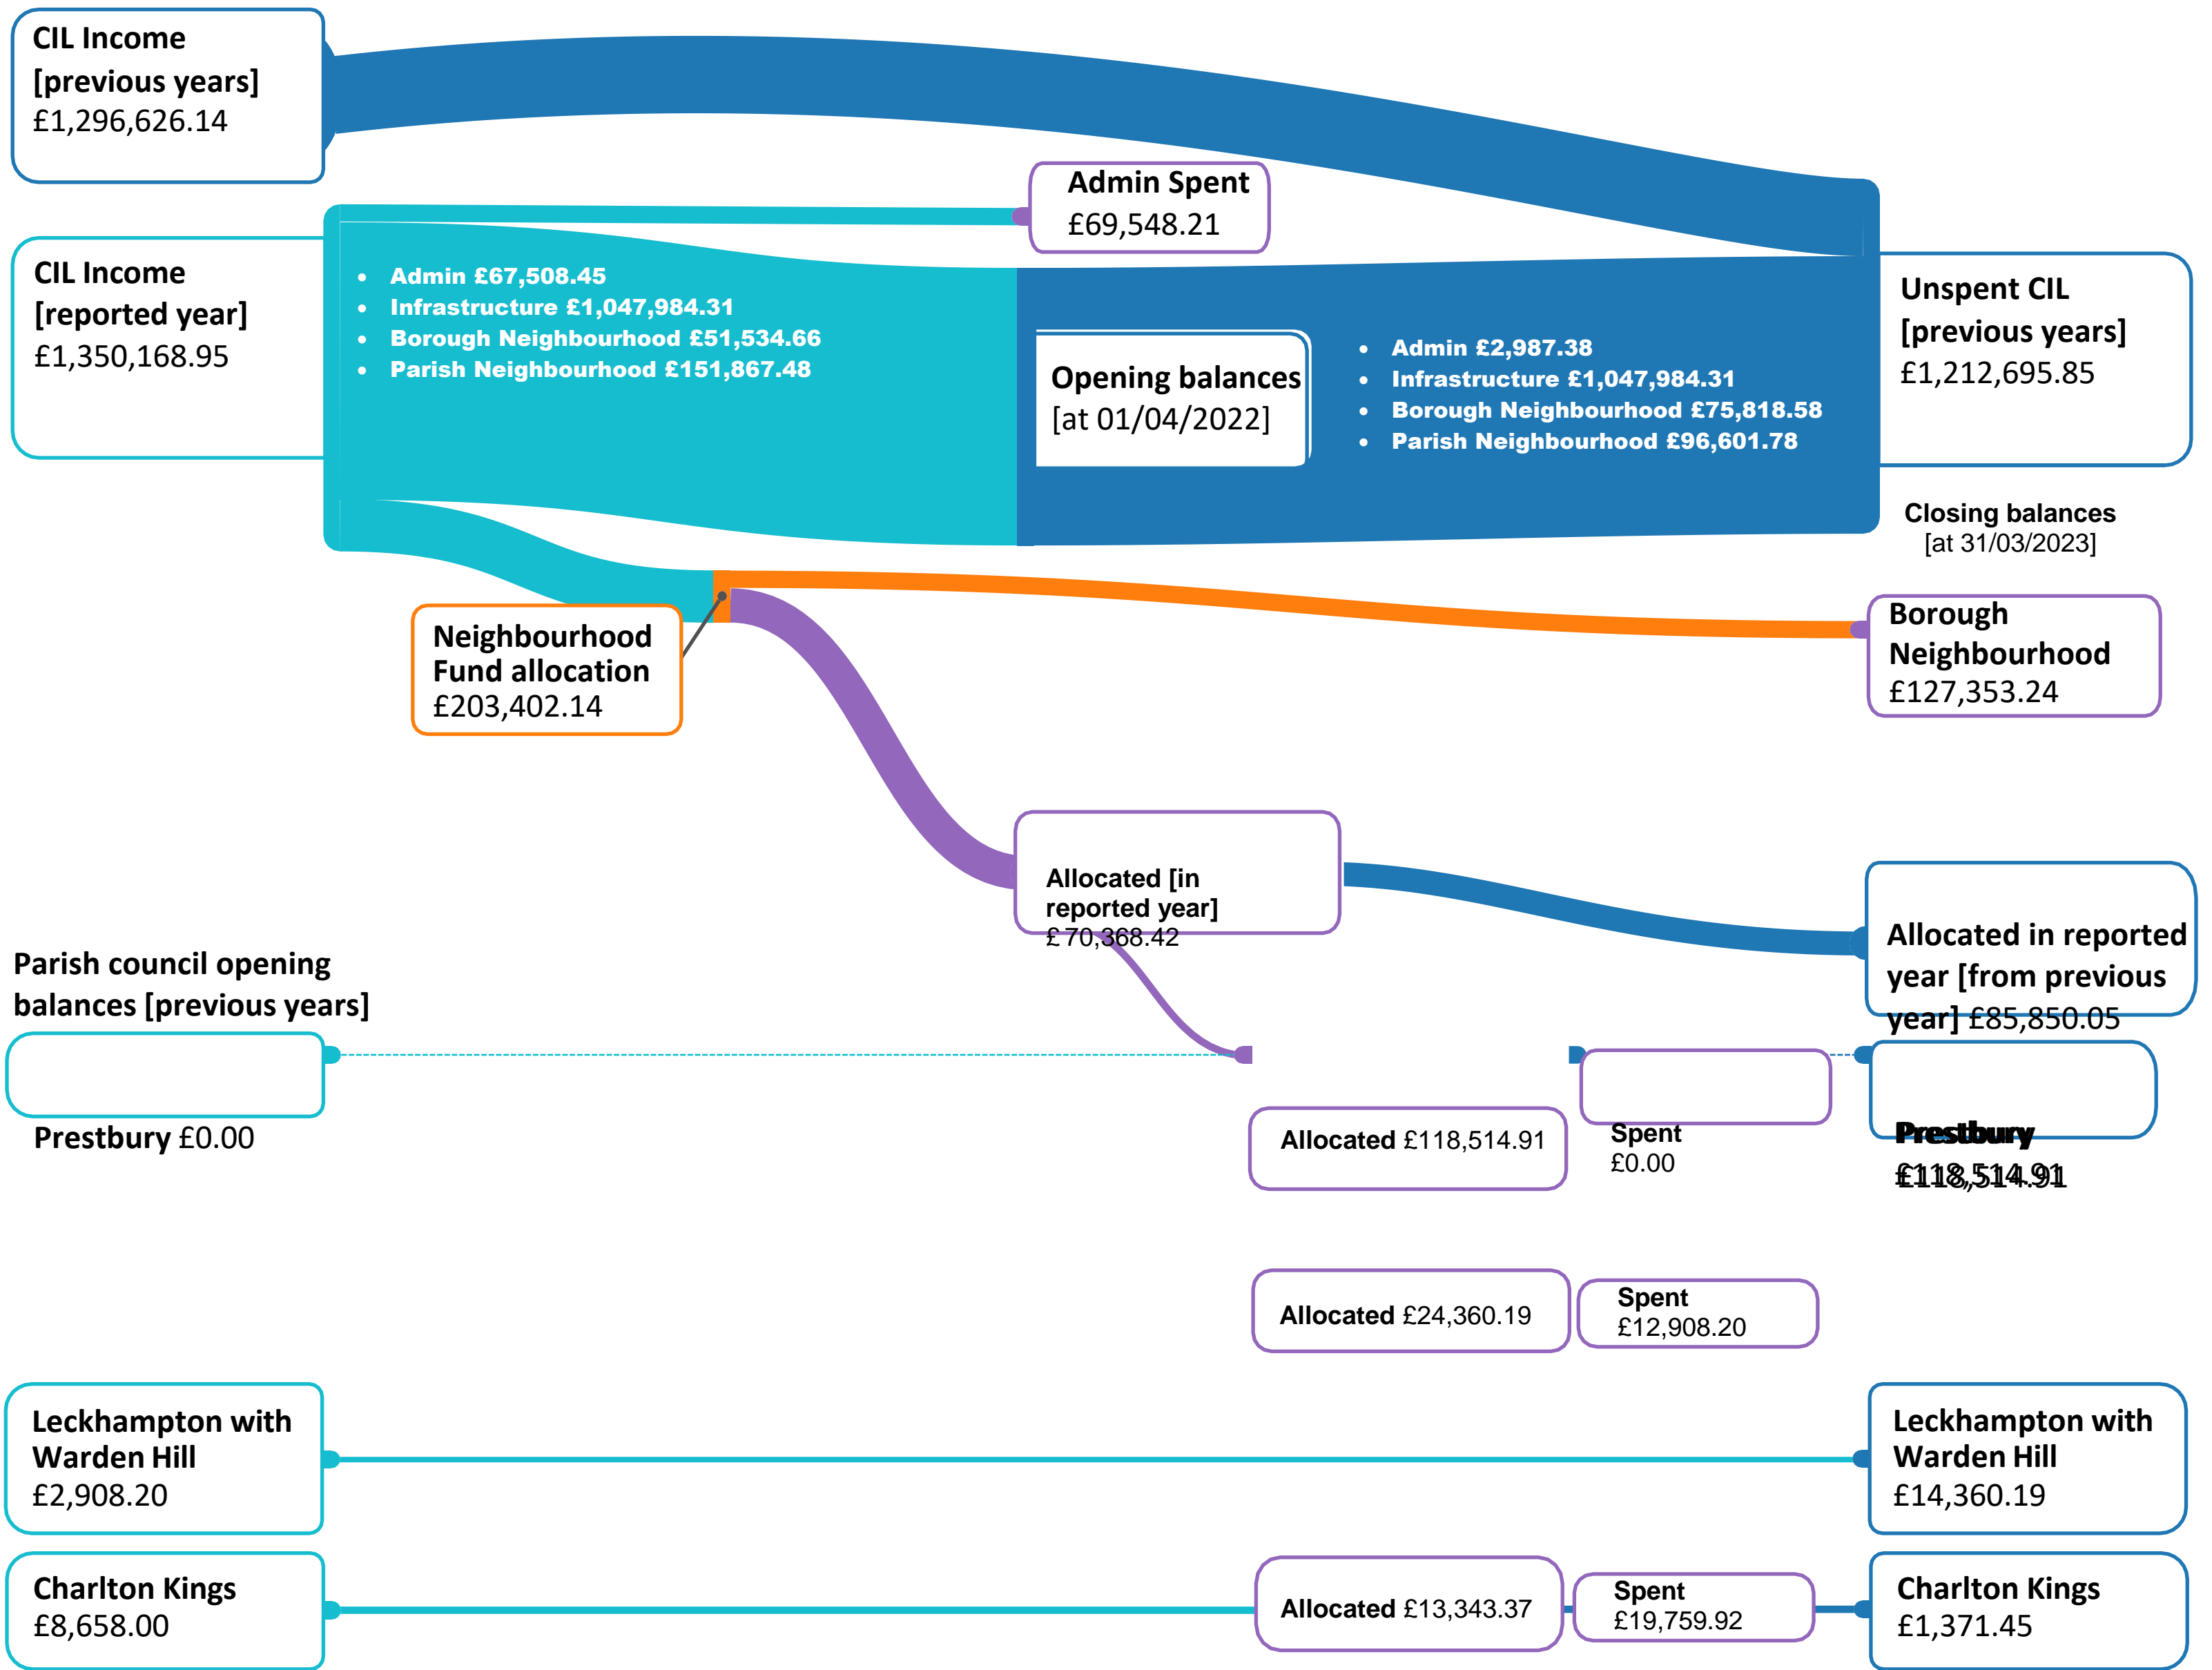 CIL Income
[previous years]
£1,296,626.14
Admin Spent
£69,548.21
CIL Income
[reported year]
£1,350,168.95
• Admin £67,508.45
• Infrastructure £1,047,984.31
• Borough Neighbourhood £51,534.66
• Parish Neighbourhood £151,867.48
Opening balances
[at 01/04/2022]
• Admin £2,987.38
• Infrastructure £1,047,984.31
• Borough Neighbourhood £75,818.58
• Parish Neighbourhood £96,601.78
Unspent CIL
[previous years]
£1,212,695.85
Closing balances
[at 31/03/2023]
Neighbourhood
Fund allocation
£203,402.14
Borough
Neighbourhood
£127,353.24
Allocated [in
reported year]
£70,368.42
Allocated in reported
year [from previous
year] £85,850.05
Parish council opening
balances [previous years]
Prestbury £0.00
Allocated £118,514.91
Spent
£0.00
Prestbury
£118,514.91
Allocated £24,360.19
Spent
£12,908.20
Leckhampton with
Warden Hill
£2,908.20
Leckhampton with
Warden Hill
£14,360.19
Charlton Kings
£8,658.00
Allocated £13,343.37
Spent
£19,759.92
Charlton Kings
£1,371.45